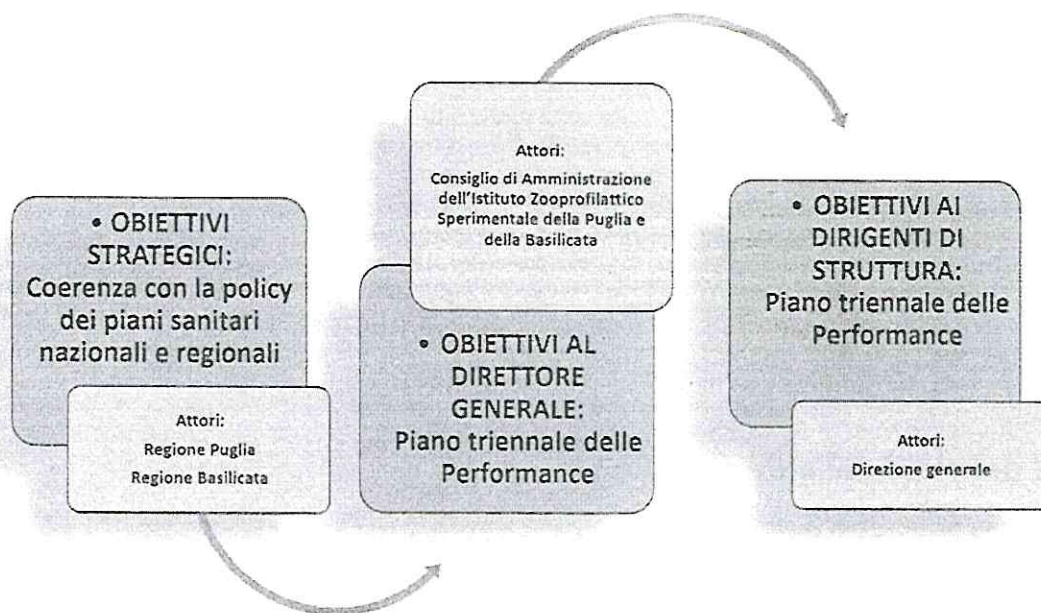 • OBIETTIVI
STRATEGICI:
Coerenza con la policy
dei piani sanitari
nazionali e regionali
Attori:
Regione Puglia
Regione Basilicata
Attori:
Consiglio di Amministrazione
dell'Istituto Zooprofilattico
Sperimentale della Puglia e
della Basilicata
• OBIETTIVI AL
DIRETTORE
GENERALE:
Piano triennale delle
Performance
• OBIETTIVI AI
DIRIGENTI DI
STRUTTURA:
Piano triennale delle
Performance
Attori:
Direzione generale